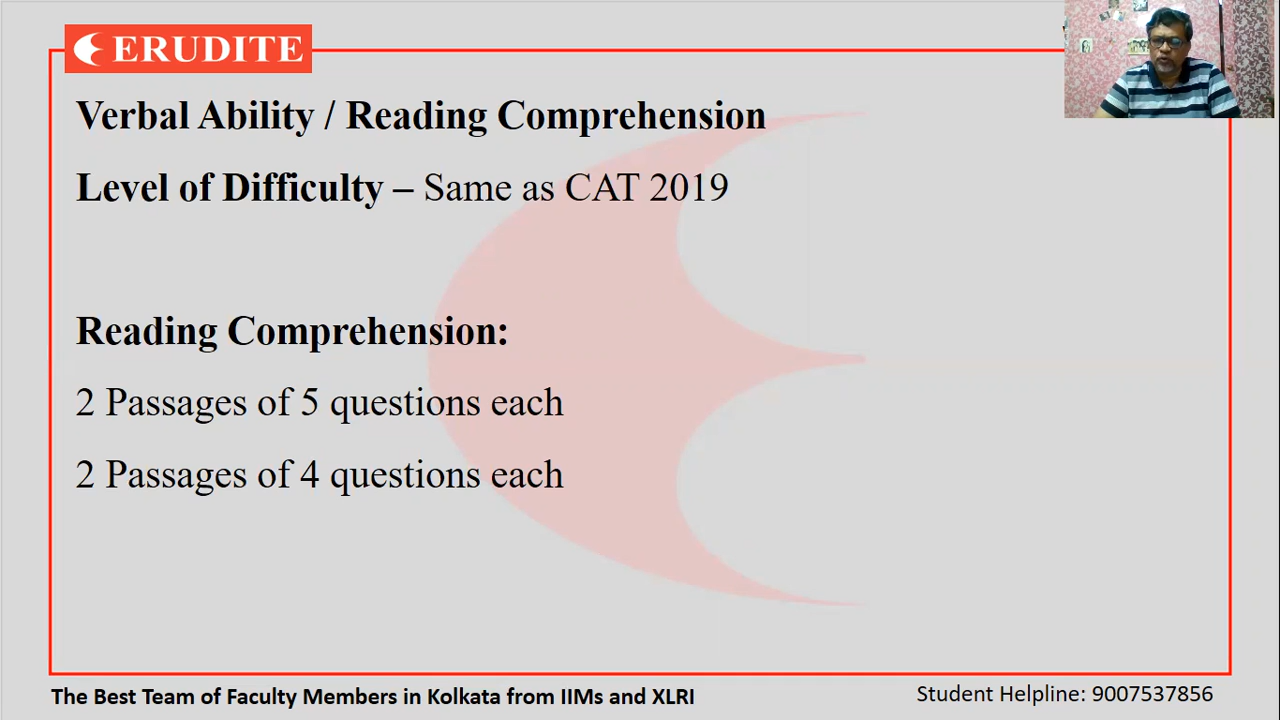 ERUDITE
Verbal Ability / Reading Comprehension
Level of Difficulty – Same as CAT 2019
Reading Comprehension:
2 Passages of 5 questions each
2 Passages of 4 questions each
The Best Team of Faculty Members in Kolkata from IIMs and XLRI
Student Helpline: 9007537856